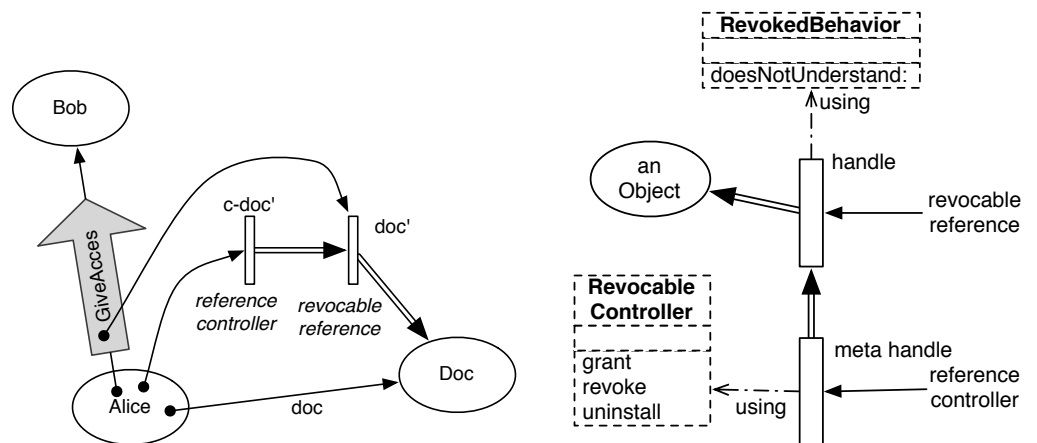 Bob
GiveAcces
c-doc'
doc'
reference
controller
revocable
reference
Alice
doc
Doc
RevokedBehavior
doesNotUnderstand:
using
an
Object
handle
revocable
reference
Revocable
Controller
grant
revoke
uninstall
using
meta handle
reference
controller